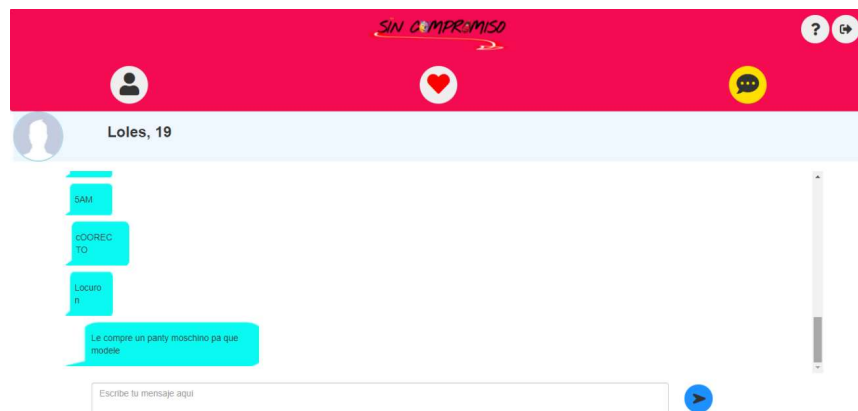 SIN COMPROMISO
?
Loles, 19
5AM
cOOREC
TO
Locuro
n
Le compre un panty moschino pa que
modele
Escribe tu mensaje aqui